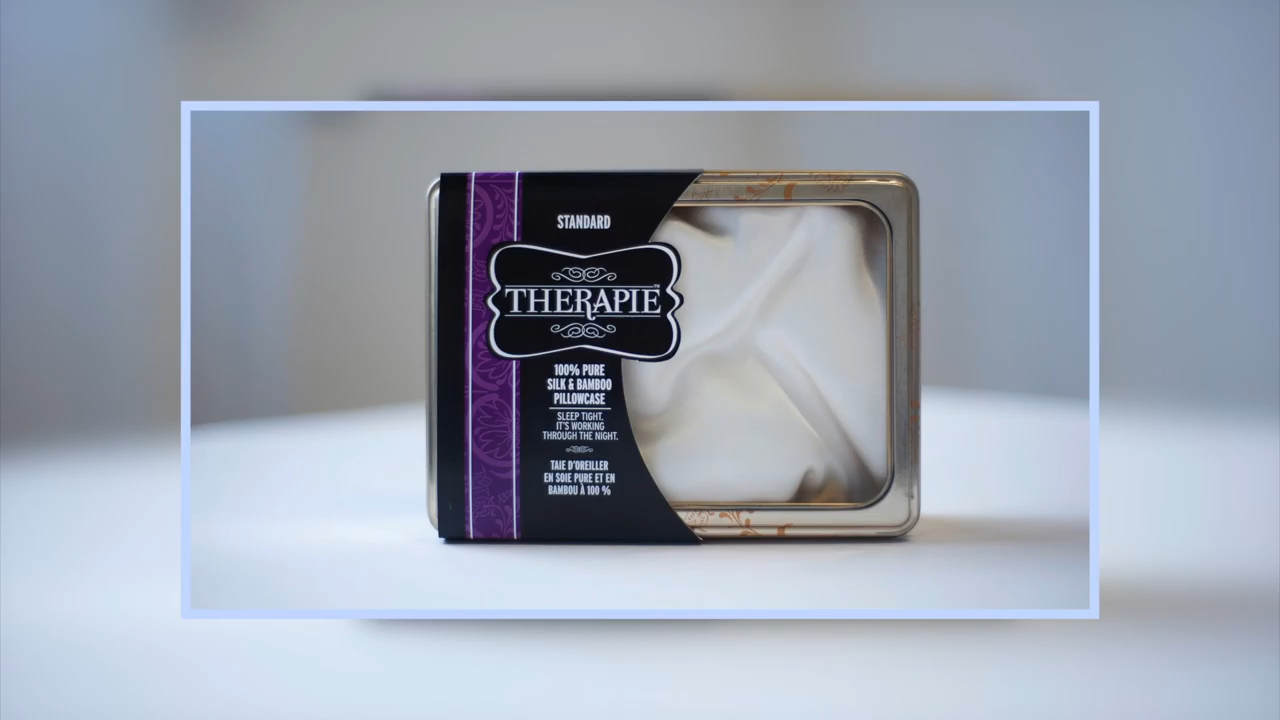 STANDARD
THERAPIE™
100% PURE
SILK & BAMBOO
PILLOWCASE
SLEEP TIGHT.
IT'S WORKING
THROUGH THE NIGHT.
TAIE D'OREILLER
EN SOIE PURE ET EN
BAMBOU À 100 %